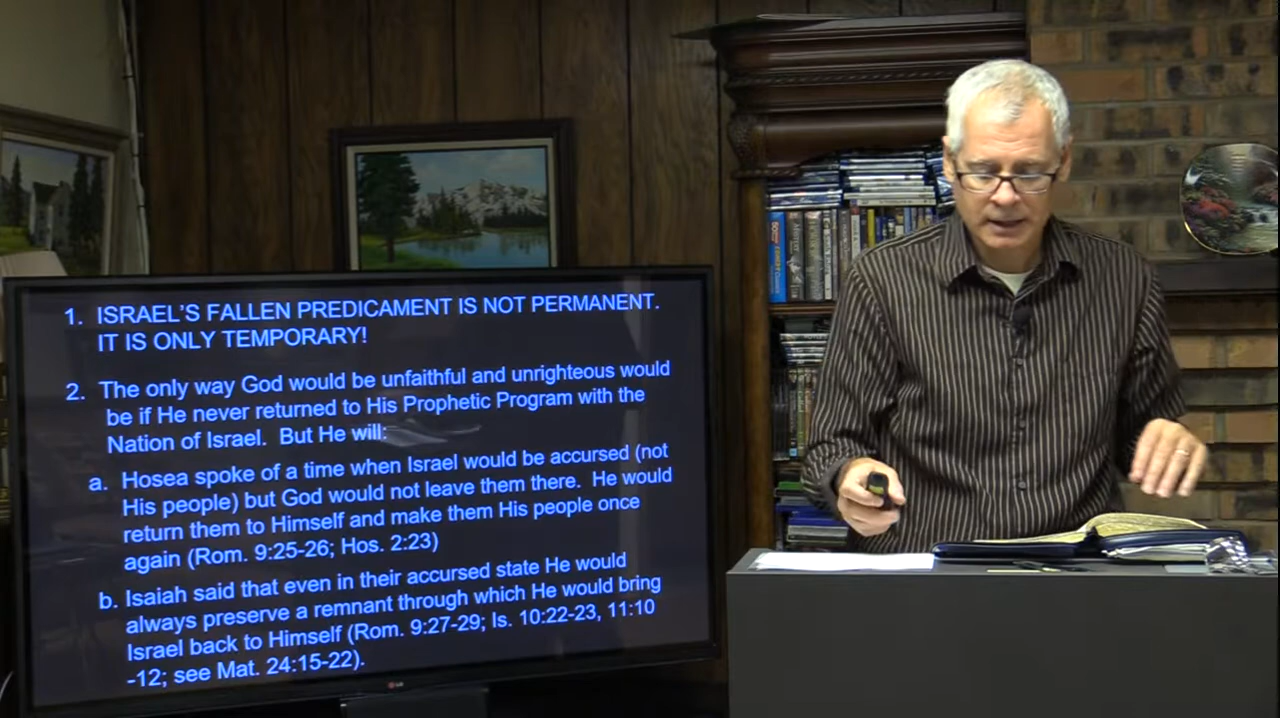 1. ISRAEL'S FALLEN PREDICAMENT IS NOT PERMANENT.
IT IS ONLY TEMPORARY!
2. The only way God would be unfaithful and unrighteous would
be if He never returned to His Prophetic Program with the
Nation of Israel. But He will:
a. Hosea spoke of a time when Israel would be accursed (not
His people) but God would not leave them there. He would
return them to Himself and make them His people once
again (Rom. 9:25-26; Hos. 2:23)
b. Isaiah said that even in their accursed state He would
always preserve a remnant through which He would bring
Israel back to Himself (Rom. 9:27-29; Is. 10:22-23, 11:10
-12; see Mat. 24:15-22).
LG